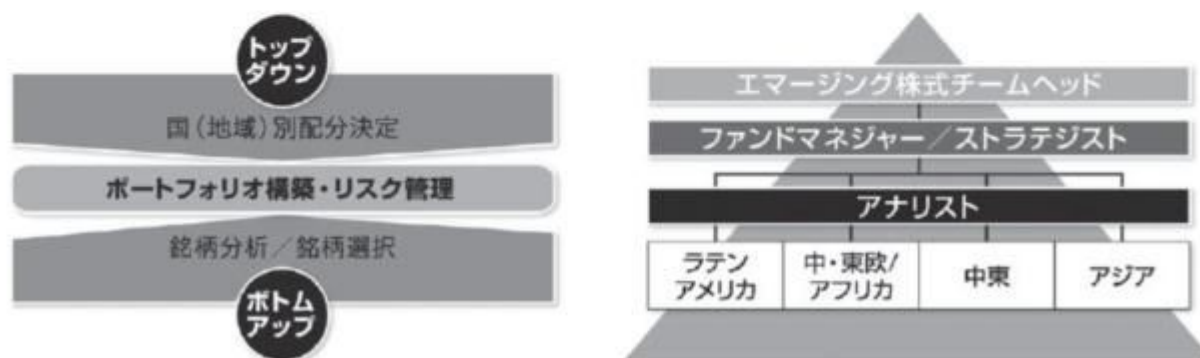 トップ
ダウン
国（地域）別配分決定
ポートフォリオ構築・リスク管理
銘柄分析／銘柄選択
ボトム
アップ
エマージング株式チームヘッド
ファンドマネジャー／ストラテジスト
アナリスト
ラテン
アメリカ
中・東欧/
アフリカ
中東
アジア